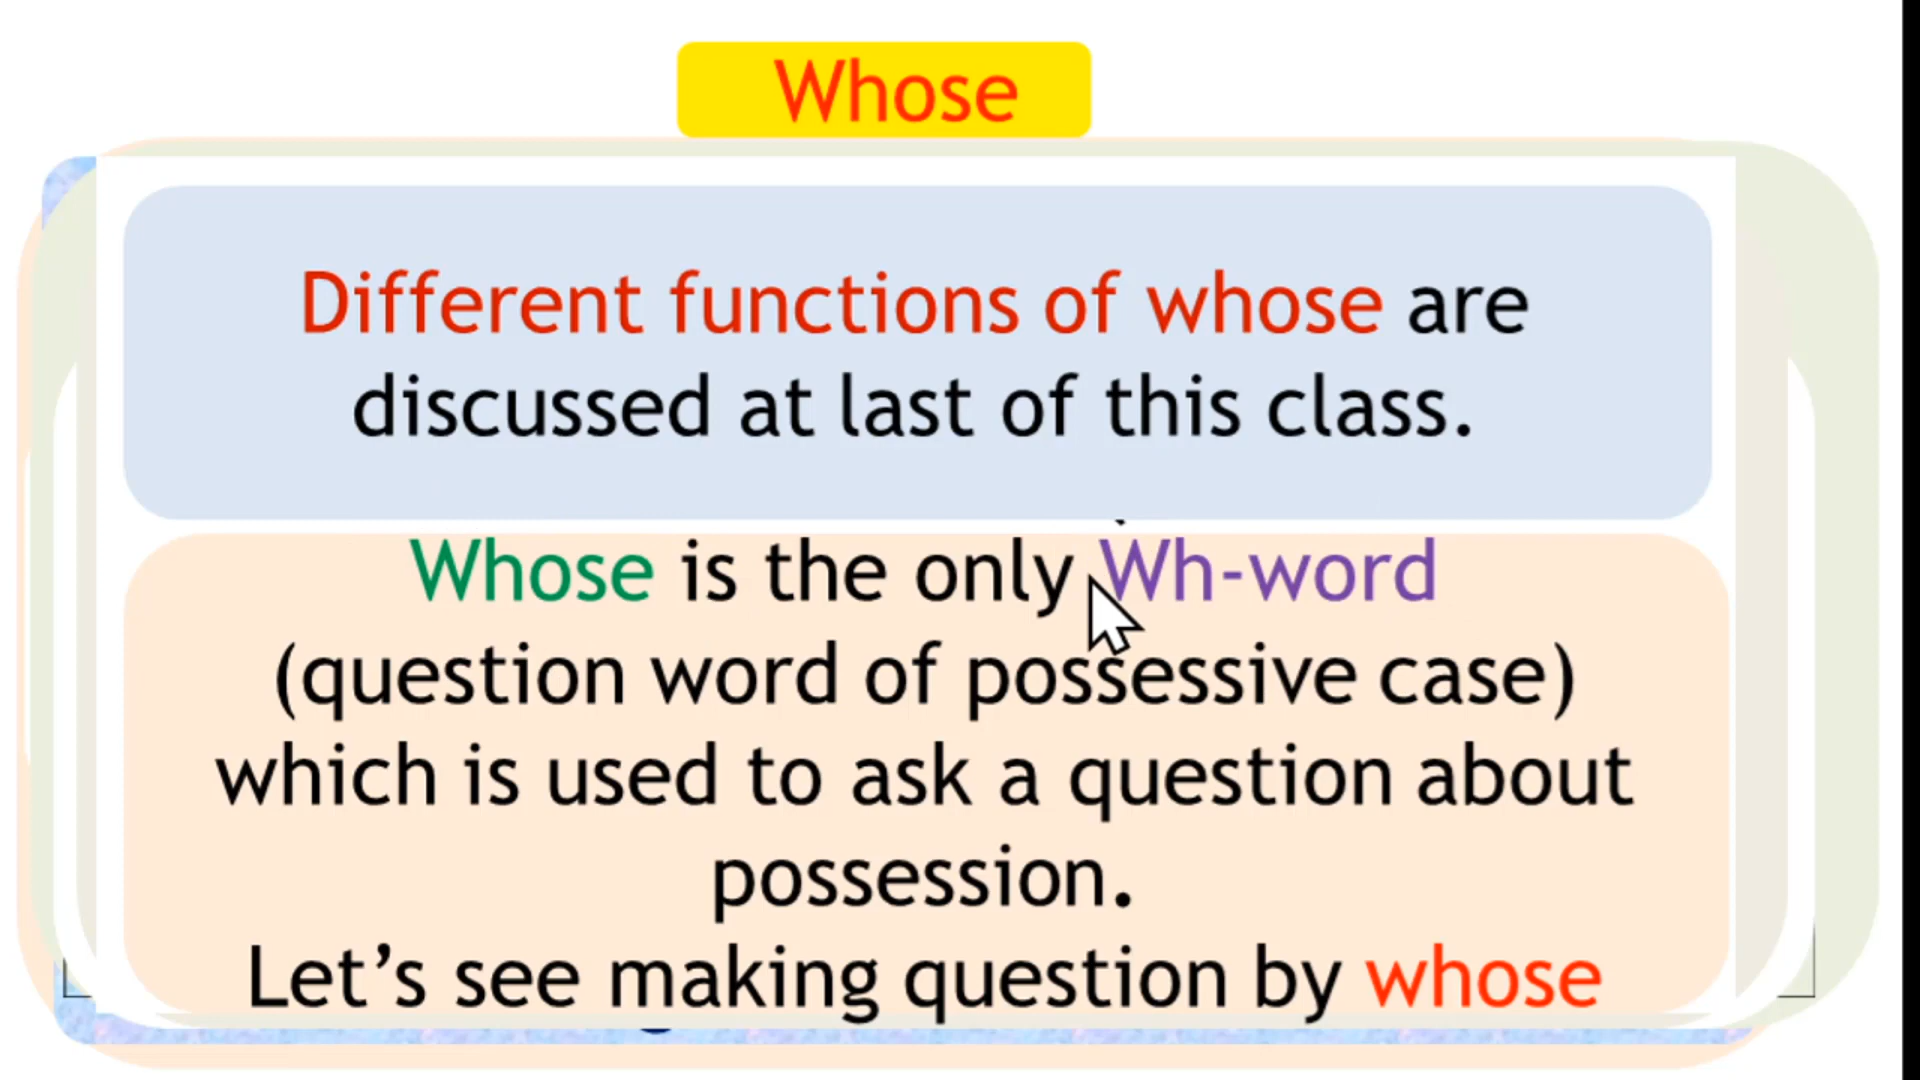 Whose
Different functions of whose are
discussed at last of this class.
Whose is the only Wh-word
(question word of possessive case)
which is used to ask a question about
possession.
Let’s see making question by whose